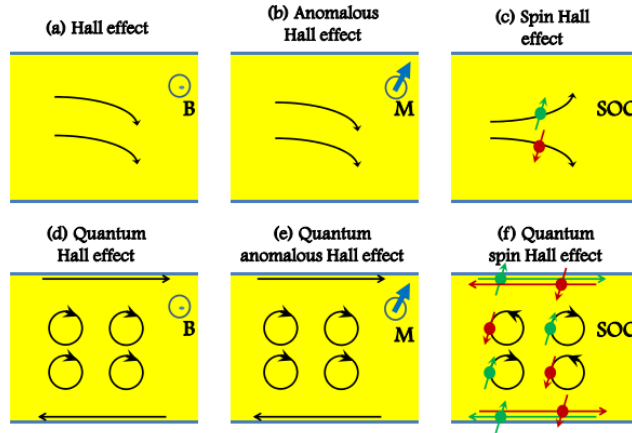 (a) Hall effect
(b) Anomalous
Hall effect
(c) Spin Hall
effect
B
M
SOC
(d) Quantum
Hall effect
(e) Quantum
anomalous Hall effect
(f) Quantum
spin Hall effect
B
M
SOC